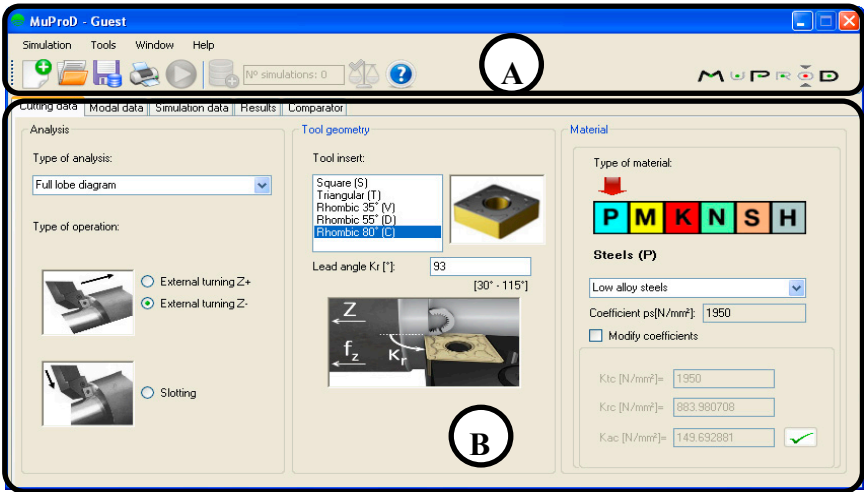 MuProD - Guest
Simulation Tools Window Help
Nº simulations: 0
A
MUPROD
Cutting data Modal data Simulation data Results Comparator
Analysis
Type of analysis:
Full lobe diagram
Type of operation:
External turning Z+
External turning Z-
Slotting
Tool geometry
Tool insert:
Square (S)
Triangular (T)
Rhombic 35° (V)
Rhombic 55° (D)
Rhombic 80° (C)
Lead angle Kr [°]: 93
[30° - 115°]
Z
fz Kr
B
Material
Type of material:
P M K N S H
Steels (P)
Low alloy steels
Coefficient ps[N/mm²]: 1950
Modify coefficients
Ktc [N/mm²]= 1950
Krc [N/mm²]= 883.980708
Kac [N/mm²]= 149.692881